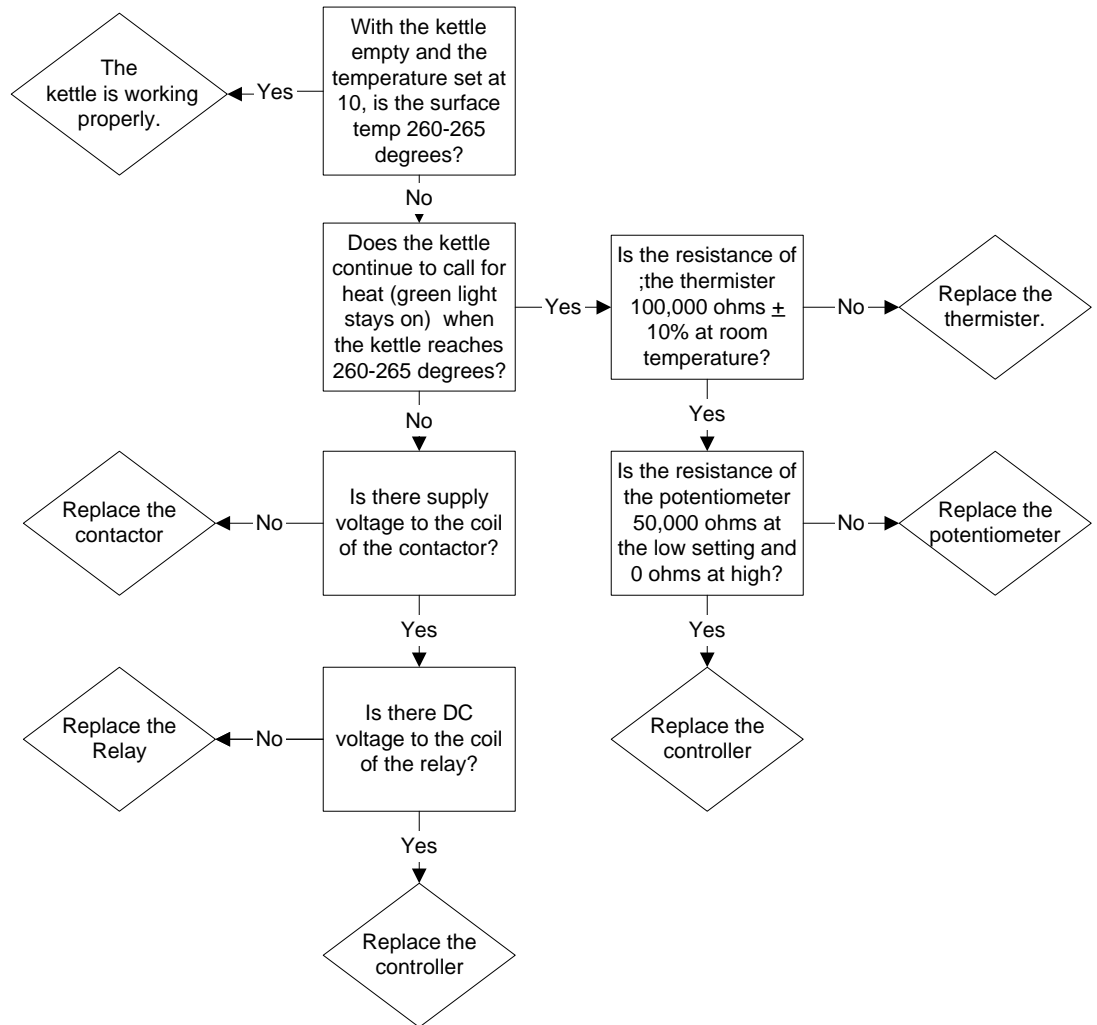 With the kettle
empty and the
temperature set at
10, is the surface
temp 260-265
degrees?
Yes
The
kettle is working
properly.
No
Does the kettle
continue to call for
heat (green light
stays on)  when
the kettle reaches
260-265 degrees?
Yes
Is the resistance of
;the thermister
100,000 ohms ±
10% at room
temperature?
No
Replace the
thermister.
No
Yes
Is there supply
voltage to the coil
of the contactor?
No
Replace the
contactor
Is the resistance of
the potentiometer
50,000 ohms at
the low setting and
0 ohms at high?
No
Replace the
potentiometer
Yes
Yes
Is there DC
voltage to the coil
of the relay?
No
Replace the
Relay
Replace the
controller
Yes
Replace the
controller